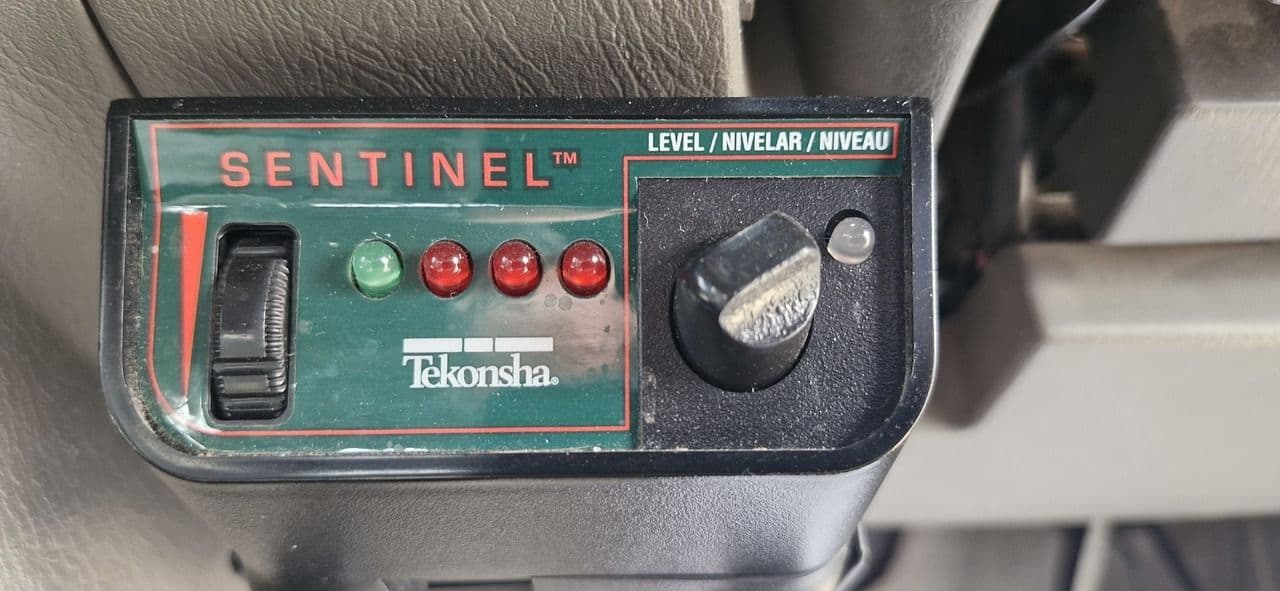 LEVEL / NIVELAR / NIVEAU
SENTINEL™
Tekonsha®